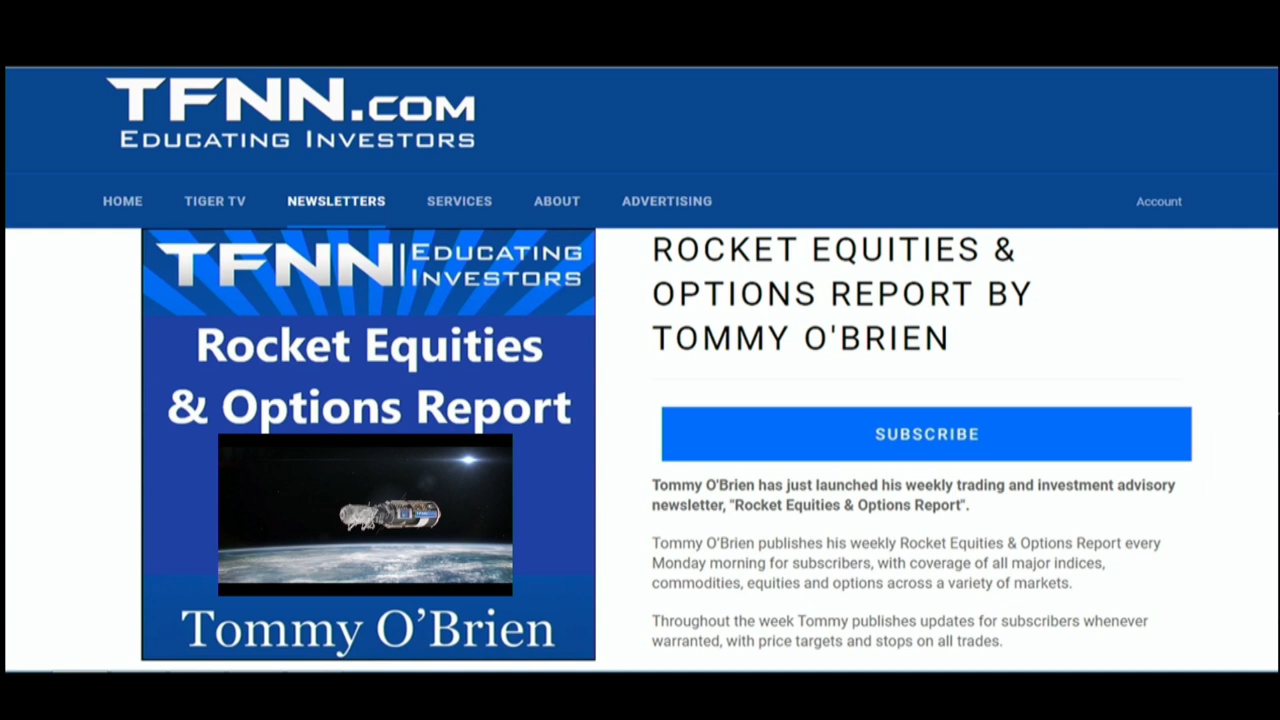 TFNN.COM
EDUCATING INVESTORS
HOME TIGER TV NEWSLETTERS SERVICES ABOUT ADVERTISING Account
TFNN | EDUCATING
INVESTORS
Rocket Equities
& Options Report
Tommy O’Brien
ROCKET EQUITIES &
OPTIONS REPORT BY
TOMMY O'BRIEN
SUBSCRIBE
Tommy O'Brien has just launched his weekly trading and investment advisory
newsletter, "Rocket Equities & Options Report".
Tommy O’Brien publishes his weekly Rocket Equities & Options Report every
Monday morning for subscribers, with coverage of all major indices,
commodities, equities and options across a variety of markets.
Throughout the week Tommy publishes updates for subscribers whenever
warranted, with price targets and stops on all trades.